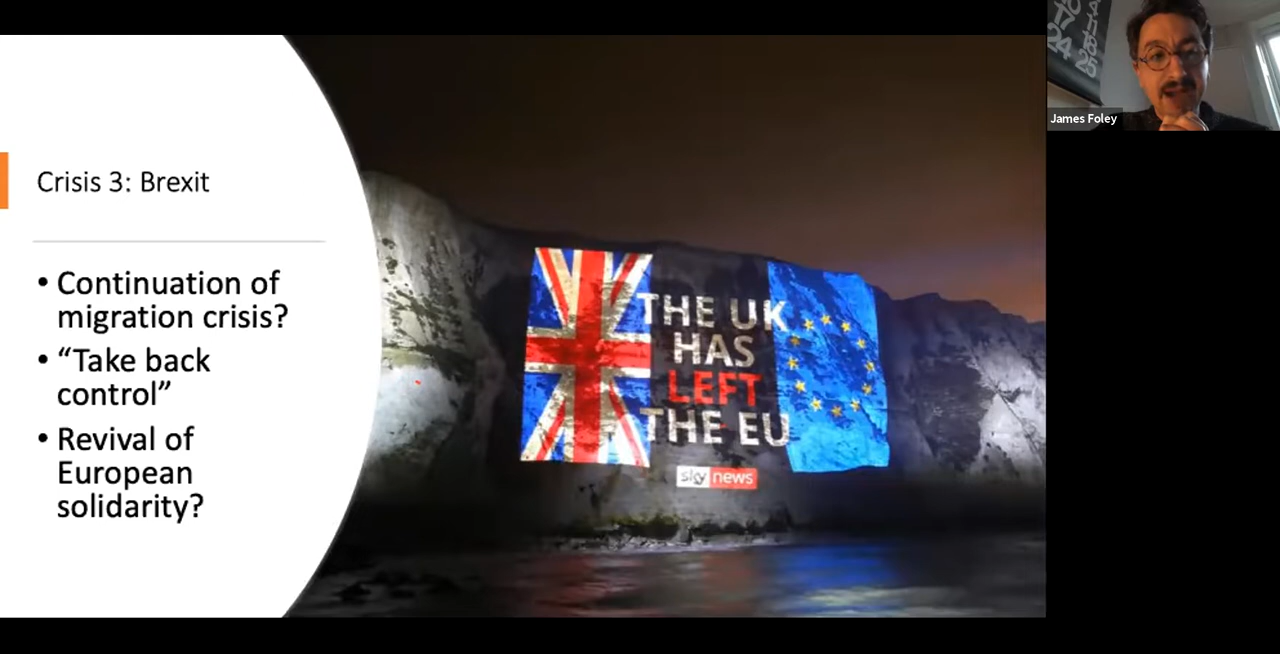 Crisis 3: Brexit
• Continuation of
migration crisis?
• “Take back
control”
• Revival of
European
solidarity?
THE UK
HAS
LEFT
THE EU
sky news
James Foley